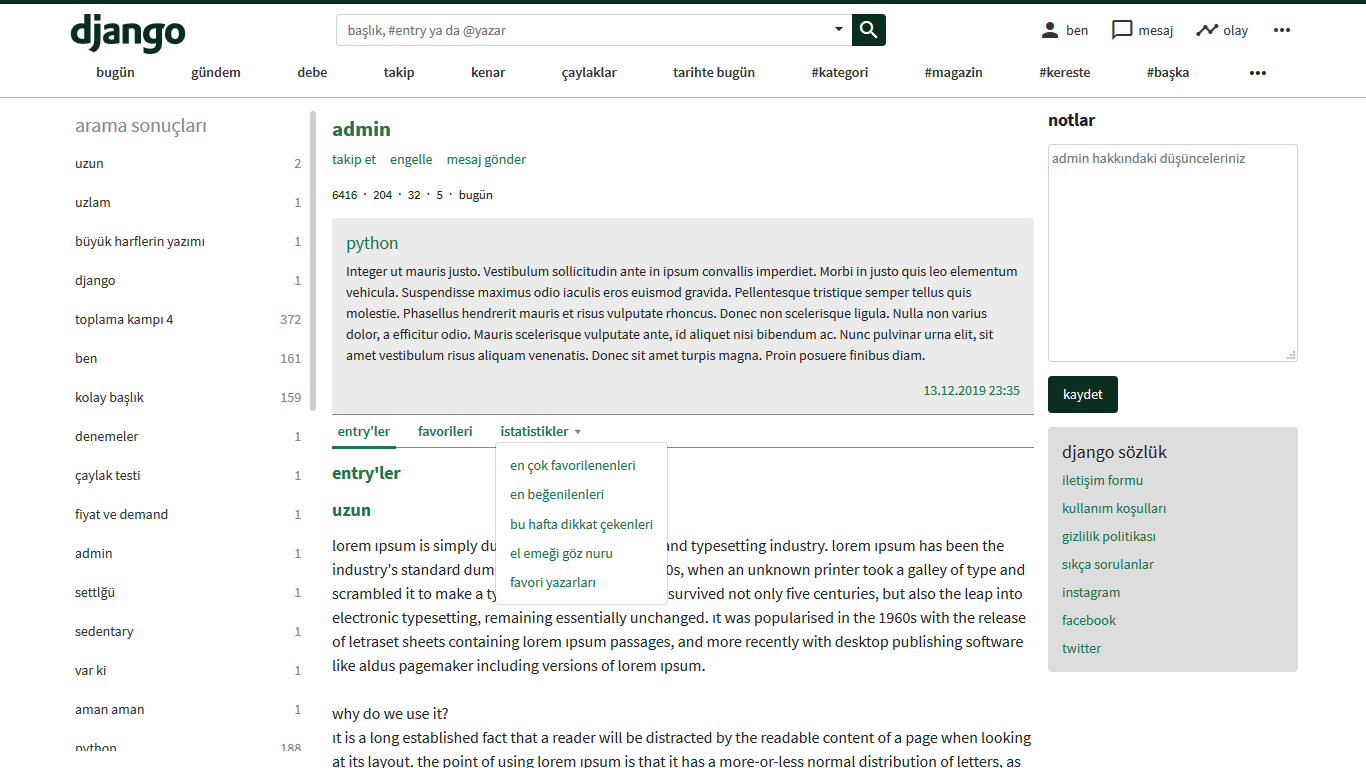 django
başlık, #entry ya da @yazar
ben
mesaj
olay
bugün
gündem
debe
takip
kenar
çaylaklar
tarihte bugün
#kategori
#magazin
#kereste
#başka
arama sonuçları
uzun 2
uzlam 1
büyük harflerin yazımı 1
django 1
toplama kampı 4 372
ben 161
kolay başlık 159
denemeler 1
çaylak testi 1
fiyat ve demand 1
admin 1
settlğü 1
sedentary 1
var ki 1
aman aman 1
python 188
admin
takip et engelle mesaj gönder
6416 · 204 · 32 · 5 · bugün
python
Integer ut mauris justo. Vestibulum sollicitudin ante in ipsum convallis imperdiet. Morbi in justo quis leo elementum
vehicula. Suspendisse maximus odio iaculis eros euismod gravida. Pellentesque tristique semper tellus quis
molestie. Phasellus hendrerit mauris et risus vulputate rhoncus. Donec non scelerisque ligula. Nulla non varius
dolor, a efficitur odio. Mauris scelerisque vulputate ante, id aliquet nisi bibendum ac. Nunc pulvinar urna elit, sit
amet vestibulum risus aliquam venenatis. Donec sit amet turpis magna. Proin posuere finibus diam.
13.12.2019 23:35
entry'ler favorileri istatistikler
en çok favorilenenleri
en beğenilenleri
bu hafta dikkat çekenleri
el emeği göz nuru
favori yazarları
entry'ler
uzun
lorem ıpsum is simply du and typesetting industry. lorem ıpsum has been the
industry's standard dum 0s, when an unknown printer took a galley of type and
scrambled it to make a ty survived not only five centuries, but also the leap into
electronic typesetting, remaining essentially unchanged. ıt was popularised in the 1960s with the release
of letraset sheets containing lorem ıpsum passages, and more recently with desktop publishing software
like aldus pagemaker including versions of lorem ıpsum.
why do we use it?
ıt is a long established fact that a reader will be distracted by the readable content of a page when looking
at its layout. the point of using lorem ıpsum is that it has a more-or-less normal distribution of letters, as
notlar
admin hakkındaki düşünceleriniz
kaydet
django sözlük
iletişim formu
kullanım koşulları
gizlilik politikası
sıkça sorulanlar
instagram
facebook
twitter